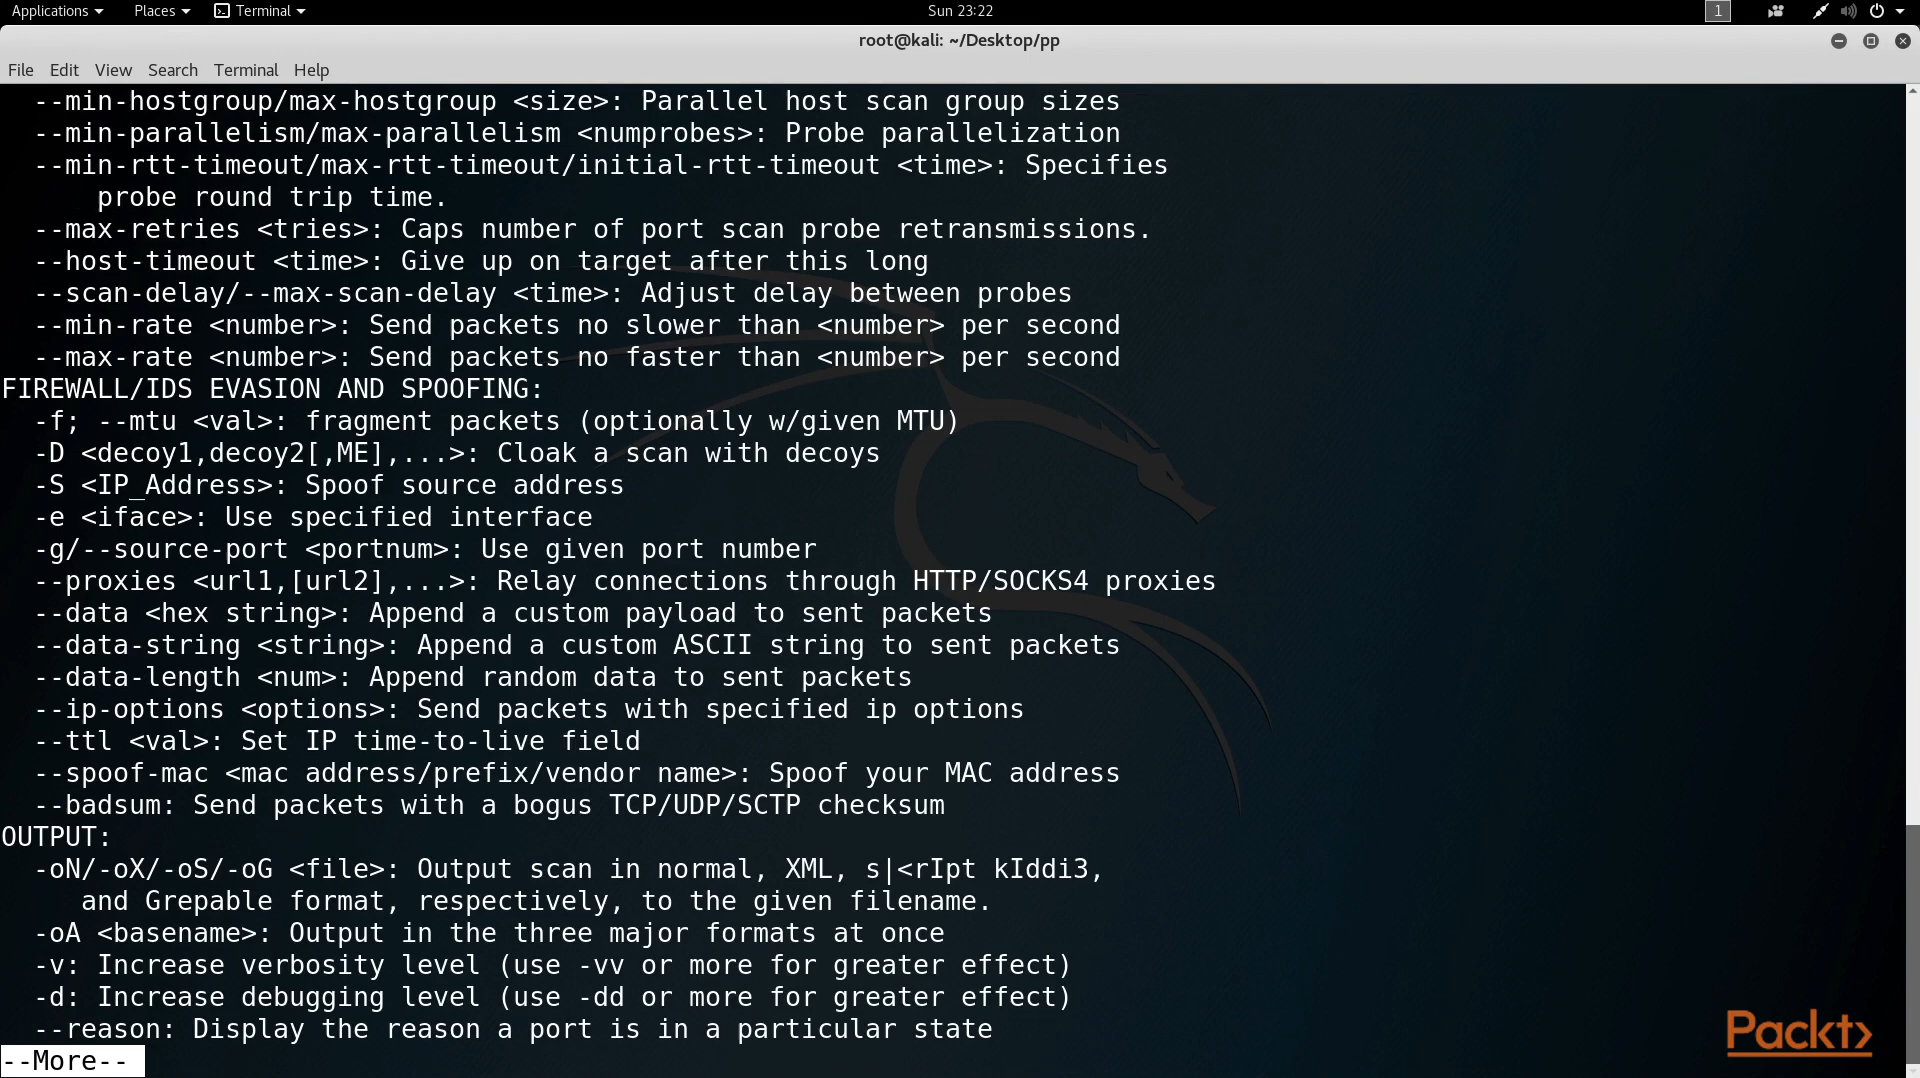 Applications Places Terminal Sun 23:22 1
root@kali: ~/Desktop/pp
File Edit View Search Terminal Help
--min-hostgroup/max-hostgroup <size>: Parallel host scan group sizes
--min-parallelism/max-parallelism <numprobes>: Probe parallelization
--min-rtt-timeout/max-rtt-timeout/initial-rtt-timeout <time>: Specifies
probe round trip time.
--max-retries <tries>: Caps number of port scan probe retransmissions.
--host-timeout <time>: Give up on target after this long
--scan-delay/--max-scan-delay <time>: Adjust delay between probes
--min-rate <number>: Send packets no slower than <number> per second
--max-rate <number>: Send packets no faster than <number> per second
FIREWALL/IDS EVASION AND SPOOFING:
-f; --mtu <val>: fragment packets (optionally w/given MTU)
-D <decoy1,decoy2[,ME],...>: Cloak a scan with decoys
-S <IP_Address>: Spoof source address
-e <iface>: Use specified interface
-g/--source-port <portnum>: Use given port number
--proxies <url1,[url2],...>: Relay connections through HTTP/SOCKS4 proxies
--data <hex string>: Append a custom payload to sent packets
--data-string <string>: Append a custom ASCII string to sent packets
--data-length <num>: Append random data to sent packets
--ip-options <options>: Send packets with specified ip options
--ttl <val>: Set IP time-to-live field
--spoof-mac <mac address/prefix/vendor name>: Spoof your MAC address
--badsum: Send packets with a bogus TCP/UDP/SCTP checksum
OUTPUT:
-oN/-oX/-oS/-oG <file>: Output scan in normal, XML, s|<rIpt kIddi3,
and Grepable format, respectively, to the given filename.
-oA <basename>: Output in the three major formats at once
-v: Increase verbosity level (use -vv or more for greater effect)
-d: Increase debugging level (use -dd or more for greater effect)
--reason: Display the reason a port is in a particular state
--More--
Packt>